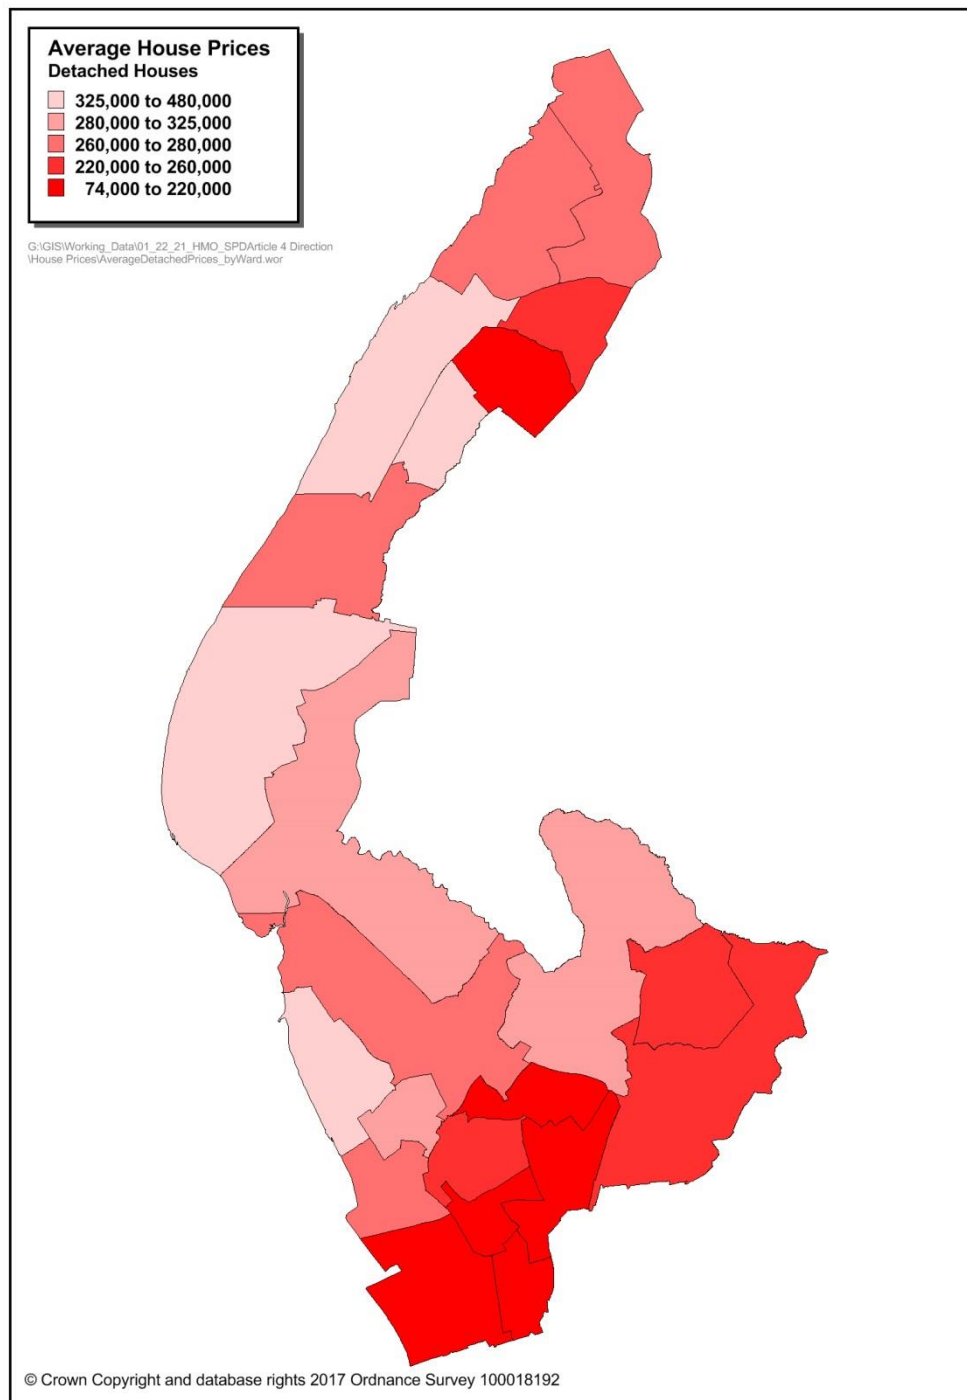 Average House Prices
Detached Houses
325,000 to 480,000
280,000 to 325,000
260,000 to 280,000
220,000 to 260,000
74,000 to 220,000
G:\GIS\Working_Data\01_22_21_HMO_SPDArticle 4 Direction
\House Prices\AverageDetachedPrices_byWard.wor
© Crown Copyright and database rights 2017 Ordnance Survey 100018192